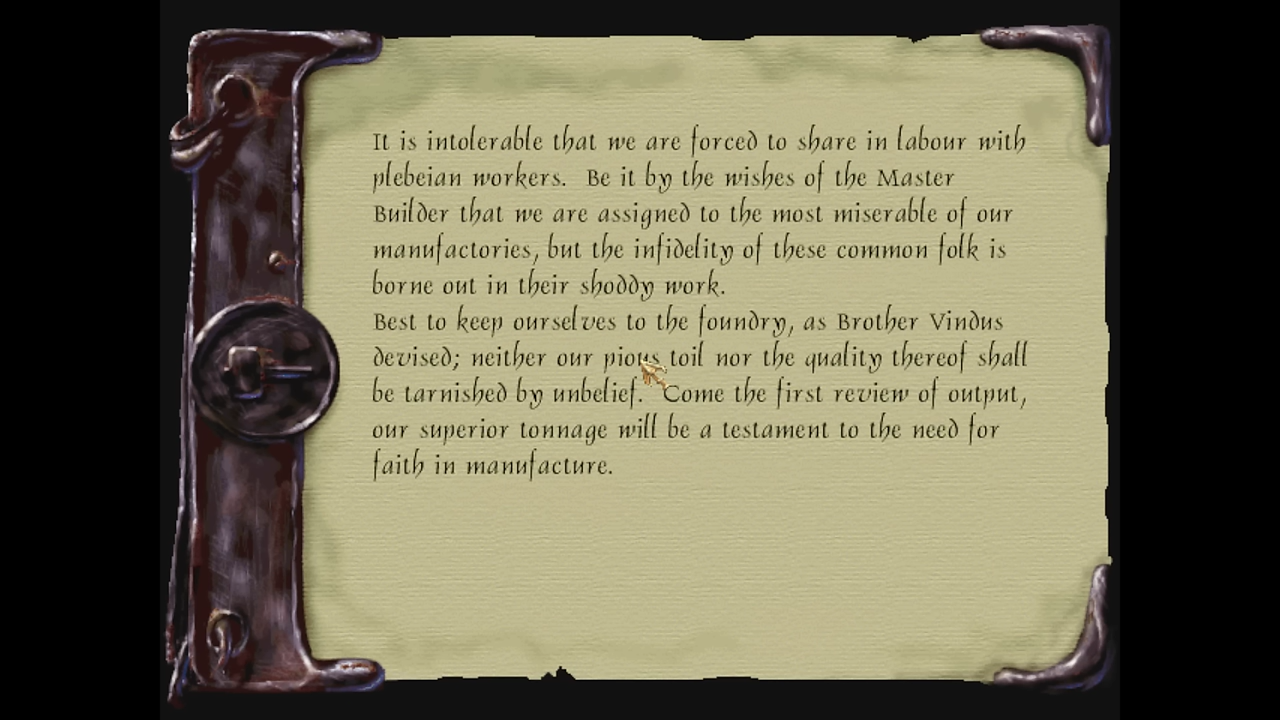 It is intolerable that we are forced to share in labour with
plebeian workers.  Be it by the wishes of the Master
Builder that we are assigned to the most miserable of our
manufactories, but the infidelity of these common folk is
borne out in their shoddy work.
Best to keep ourselves to the foundry, as Brother Vindus
devised; neither our pious toil nor the quality thereof shall
be tarnished by unbelief.  Come the first review of output,
our superior tonnage will be a testament to the need for
faith in manufacture.